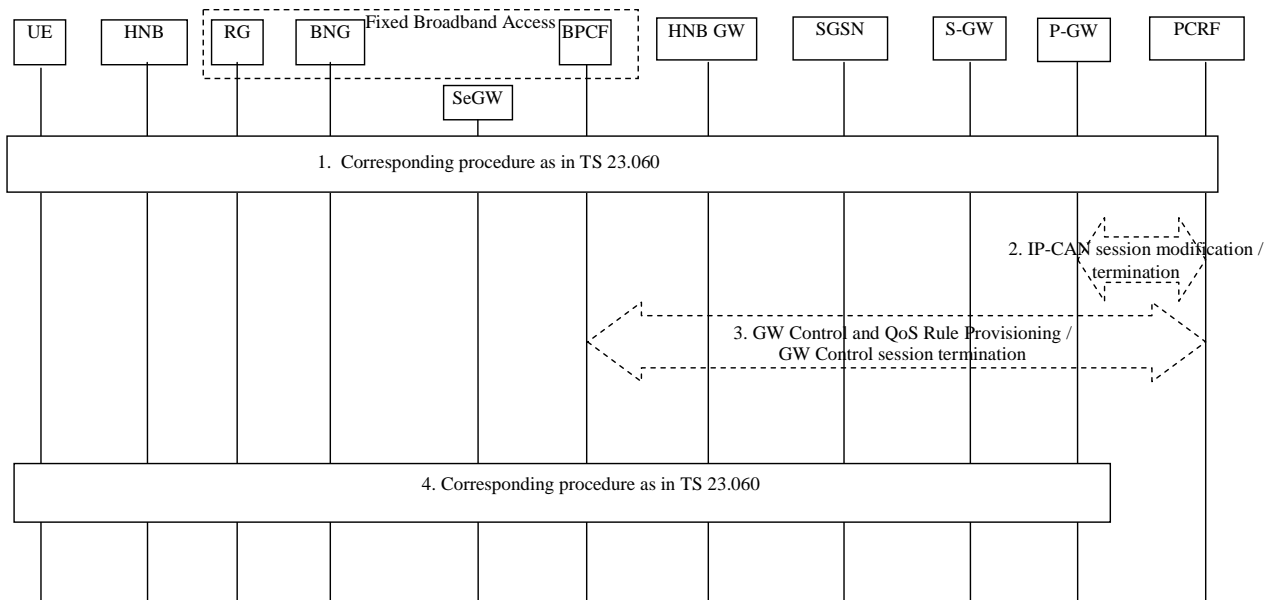 Fixed Broadband Access
UE
HNB
RG
BNG
BPCF
HNB GW
SGSN
S-GW
P-GW
PCRF
SeGW
1. Corresponding procedure as in TS 23.060
2. IP-CAN session modification /
termination
3. GW Control and QoS Rule Provisioning /
GW Control session termination
4. Corresponding procedure as in TS 23.060